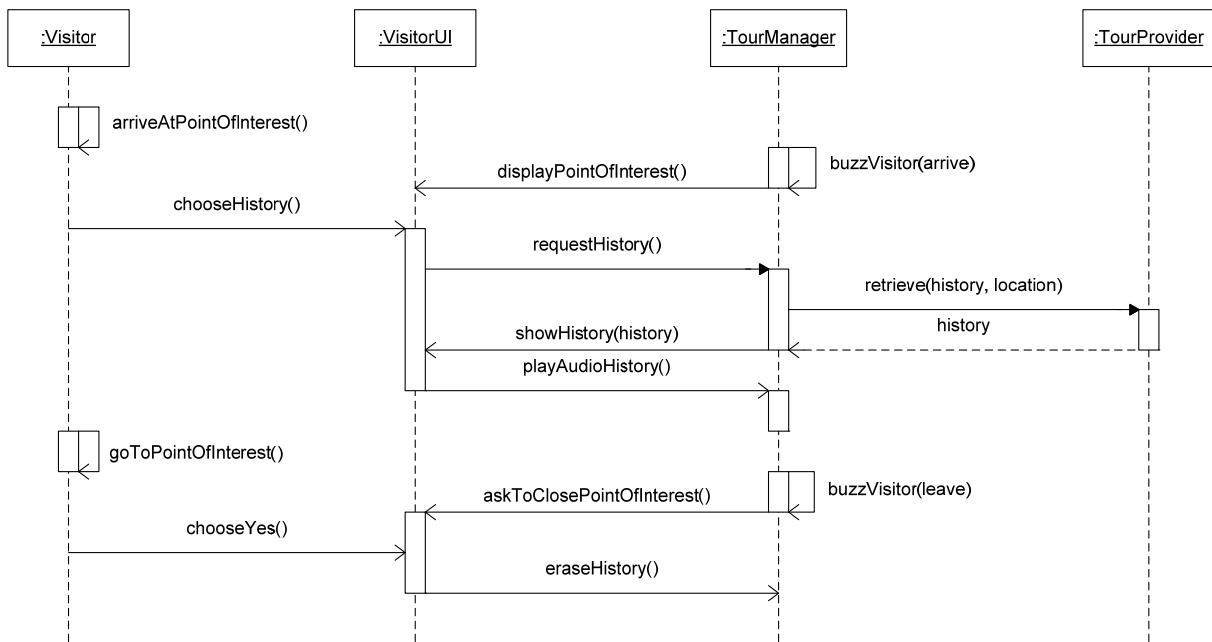 :Visitor
:VisitorUI
:TourManager
:TourProvider
arriveAtPointOfInterest()
buzzVisitor(arrive)
displayPointOfInterest()
chooseHistory()
requestHistory()
retrieve(history, location)
history
showHistory(history)
playAudioHistory()
goToPointOfInterest()
buzzVisitor(leave)
askToClosePointOfInterest()
chooseYes()
eraseHistory()